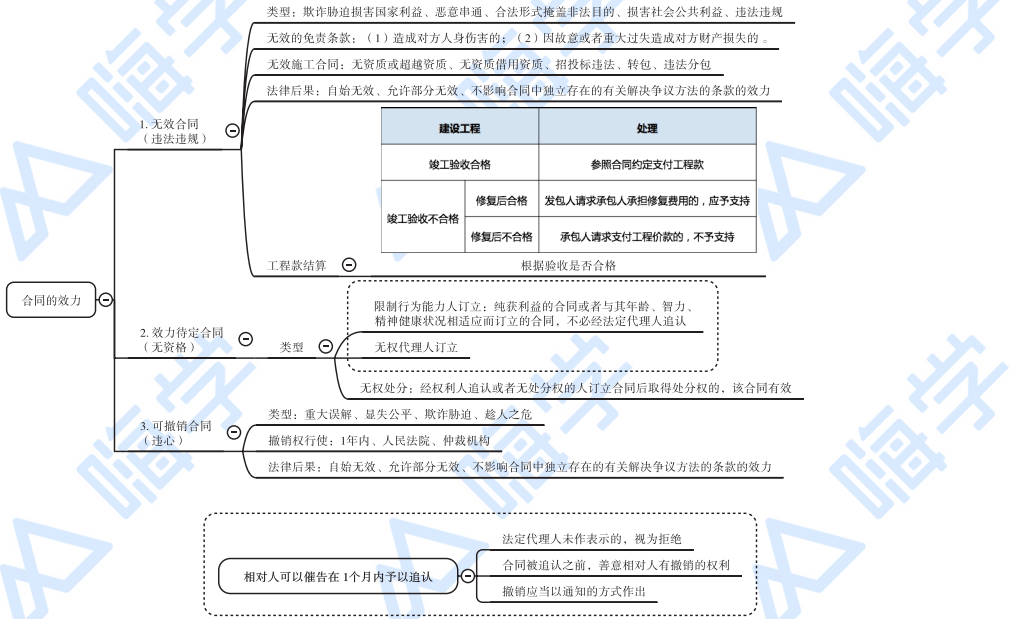 类型：欺诈胁迫损害国家利益、恶意串通、合法形式掩盖非法目的、损害社会公共利益、违法违规
无效的免责条款：（1）造成对方人身伤害的；（2）因故意或者重大过失造成对方财产损失的 。
无效施工合同：无资质或超越资质、无资质借用资质、招投标违法、转包、违法分包
法律后果：自始无效、允许部分无效、不影响合同中独立存在的有关解决争议方法的条款的效力
1. 无效合同
（违法违规）
建设工程 处理
竣工验收合格 参照合同约定支付工程款
竣工验收不合格 修复后合格 发包人请求承包人承担修复费用的，应予支持
修复后不合格 承包人请求支付工程价款的，不予支持
工程款结算 根据验收是否合格
合同的效力
限制行为能力人订立：纯获利益的合同或者与其年龄、智力、
精神健康状况相适应而订立的合同，不必经法定代理人追认
2. 效力待定合同
（无资格）
类型
无权代理人订立
无权处分：经权利人追认或者无处分权的人订立合同后取得处分权的，该合同有效
3. 可撤销合同
（违心）
类型：重大误解、显失公平、欺诈胁迫、趁人之危
撤销权行使：1年内、人民法院、仲裁机构
法律后果：自始无效、允许部分无效、不影响合同中独立存在的有关解决争议方法的条款的效力
相对人可以催告在 1个月内予以追认
法定代理人未作表示的，视为拒绝
合同被追认之前，善意相对人有撤销的权利
撤销应当以通知的方式作出
嗨学
嗨学
嗨学
嗨学
嗨学
嗨学